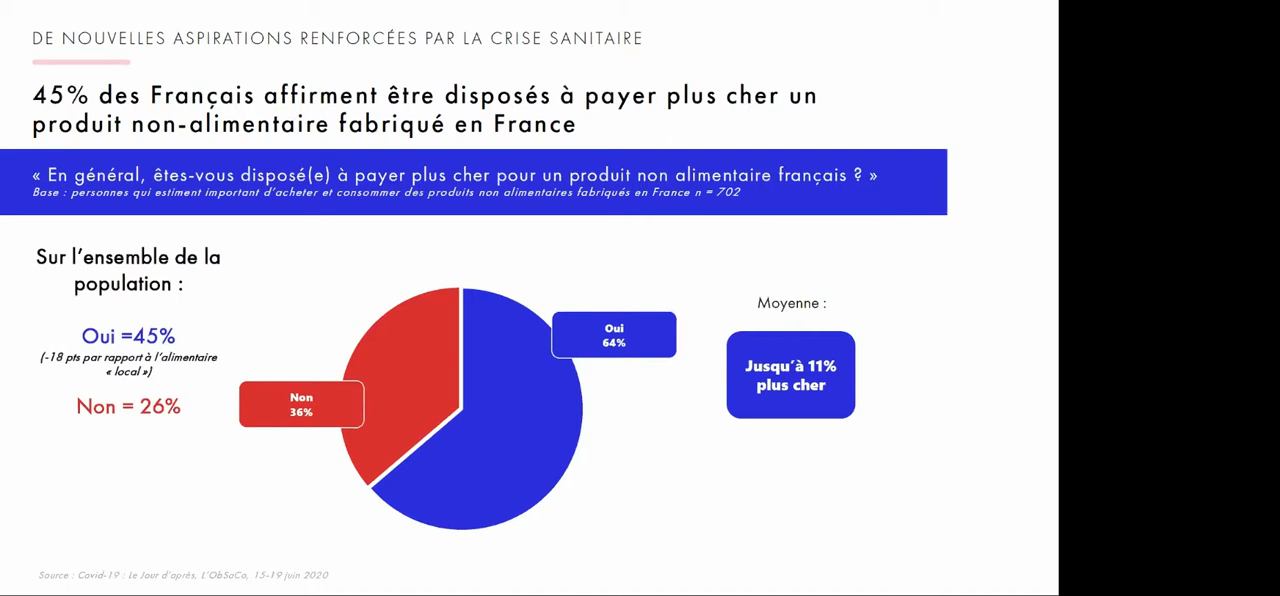 DE NOUVELLES ASPIRATIONS RENFORCÉES PAR LA CRISE SANITAIRE
45% des Français affirment être disposés à payer plus cher un
produit non-alimentaire fabriqué en France
« En général, êtes-vous disposé(e) à payer plus cher pour un produit non alimentaire français ? »
Base : personnes qui estiment important d'acheter et consommer des produits non alimentaires fabriqués en France n = 702
Sur l'ensemble de la
population :
Oui =45%
(-18 pts par rapport à l'alimentaire
« local »)
Non = 26%
Non
36%
Oui
64%
Moyenne :
Jusqu'à 11%
plus cher
Source : Covid-19 : Le Jour d'après, L'ObSoCo, 15-19 juin 2020